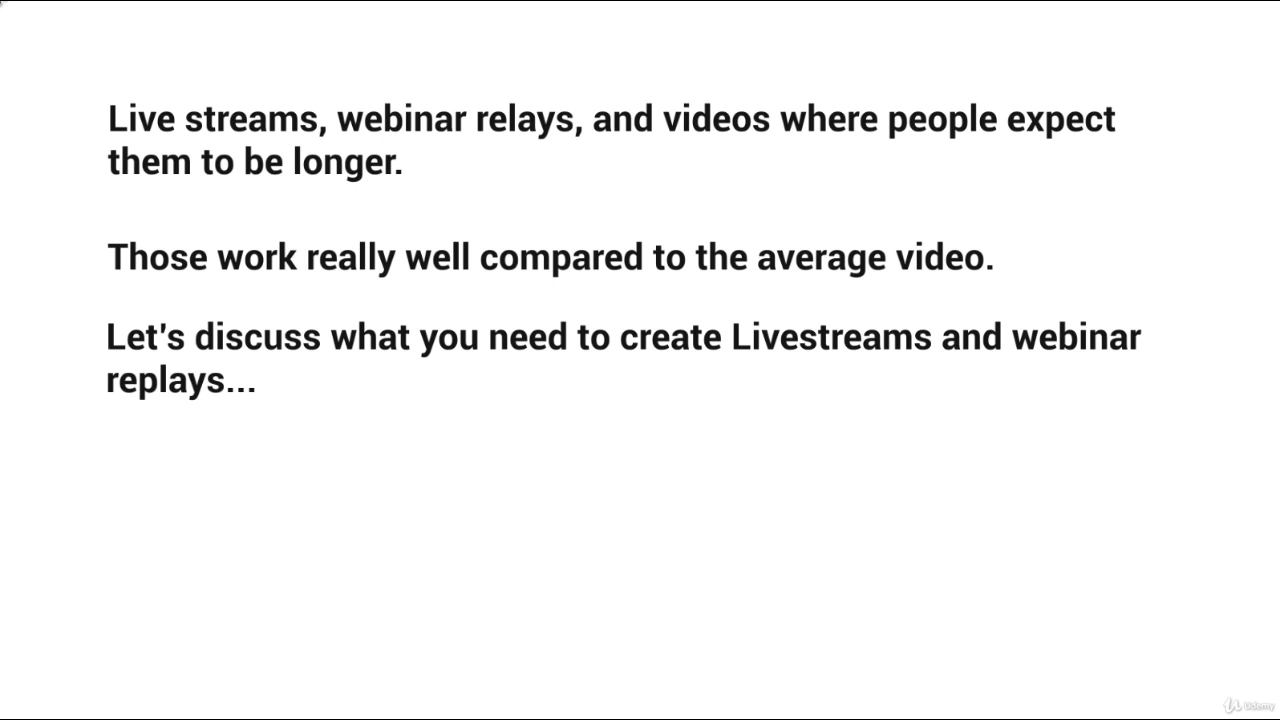 Live streams, webinar relays, and videos where people expect
them to be longer.
Those work really well compared to the average video.
Let's discuss what you need to create Livestreams and webinar
replays...
Udemy